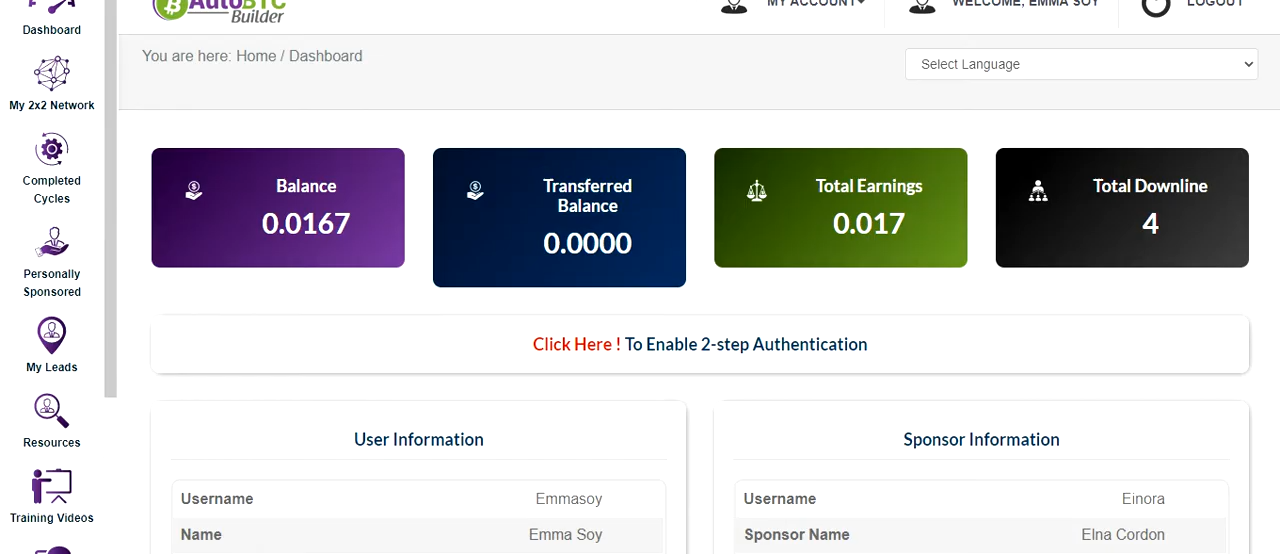 AutoBTC
Builder
MY ACCOUNT
WELCOME, EMMA SOY
LOGOUT
You are here: Home / Dashboard
Select Language
Dashboard
My 2x2 Network
Completed
Cycles
Personally
Sponsored
My Leads
Resources
Training Videos
Balance
0.0167
Transferred
Balance
0.0000
Total Earnings
0.017
Total Downline
4
Click Here ! To Enable 2-step Authentication
User Information
Username Emmasoy
Name Emma Soy
Sponsor Information
Username Einora
Sponsor Name Elna Cordon